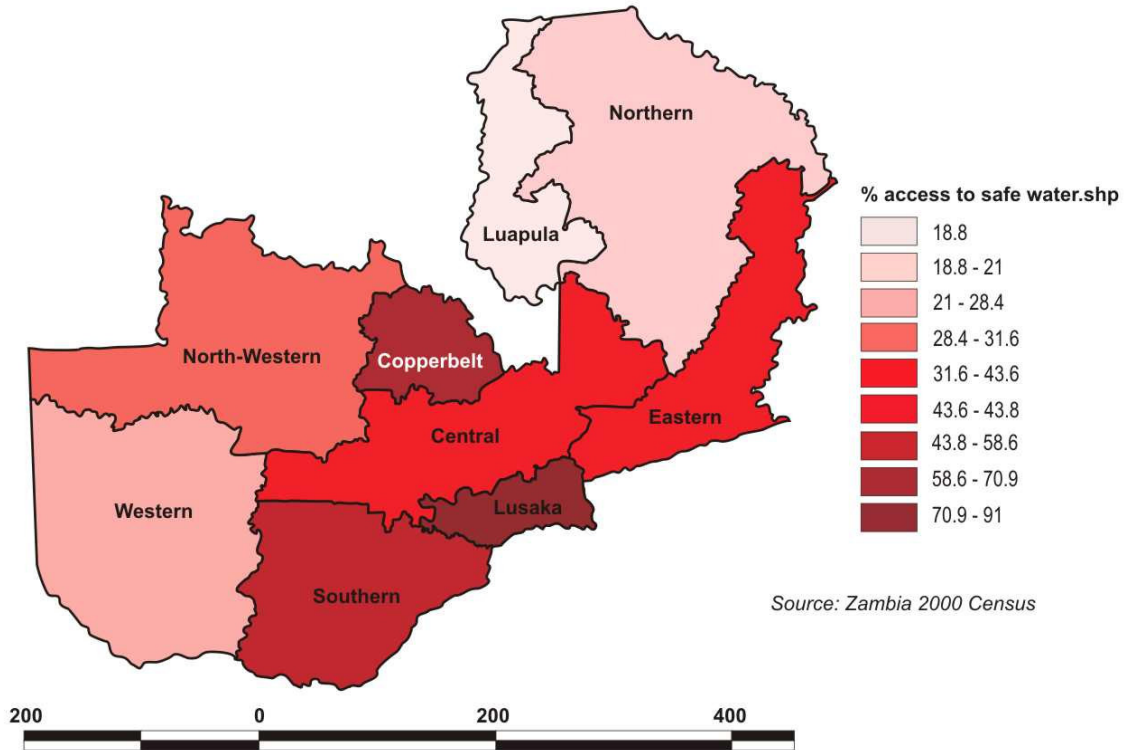 Northern
% access to safe water.shp
18.8
Luapula
18.8 - 21
21 - 28.4
North-Western
Copperbelt
28.4 - 31.6
31.6 - 43.6
Eastern
43.6 - 43.8
Central
43.8 - 58.6
58.6 - 70.9
Western
Lusaka
70.9 - 91
Southern
Source: Zambia 2000 Census
200 0 200 400